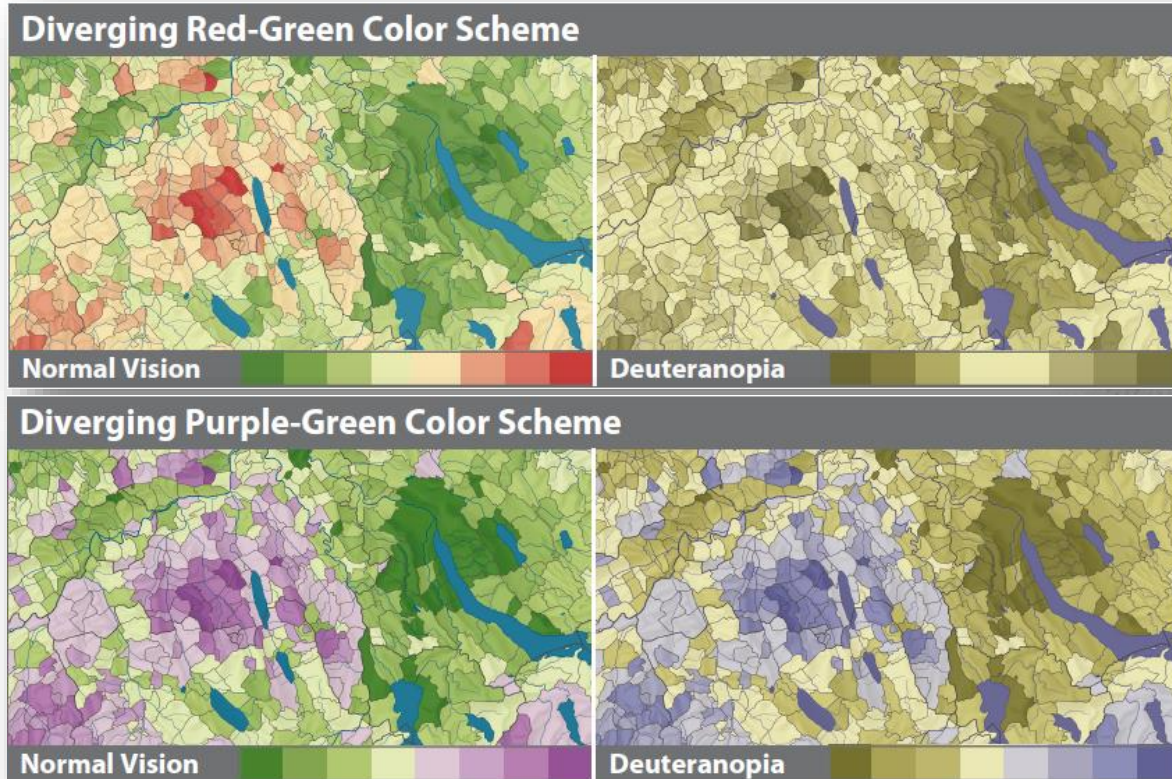 Diverging Red-Green Color Scheme
Normal Vision
Deuteranopia
Diverging Purple-Green Color Scheme
Normal Vision
Deuteranopia